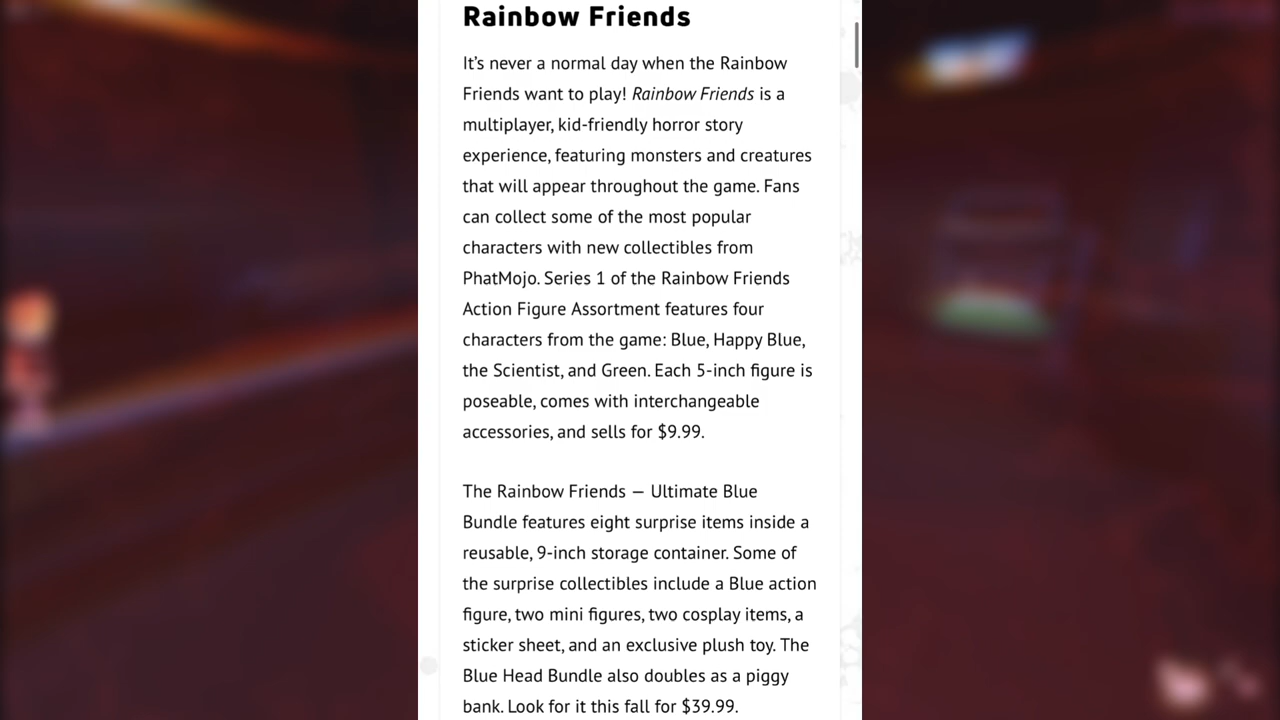 Rainbow Friends
It’s never a normal day when the Rainbow
Friends want to play! Rainbow Friends is a
multiplayer, kid-friendly horror story
experience, featuring monsters and creatures
that will appear throughout the game. Fans
can collect some of the most popular
characters with new collectibles from
PhatMojo. Series 1 of the Rainbow Friends
Action Figure Assortment features four
characters from the game: Blue, Happy Blue,
the Scientist, and Green. Each 5-inch figure is
poseable, comes with interchangeable
accessories, and sells for $9.99.
The Rainbow Friends — Ultimate Blue
Bundle features eight surprise items inside a
reusable, 9-inch storage container. Some of
the surprise collectibles include a Blue action
figure, two mini figures, two cosplay items, a
sticker sheet, and an exclusive plush toy. The
Blue Head Bundle also doubles as a piggy
bank. Look for it this fall for $39.99.